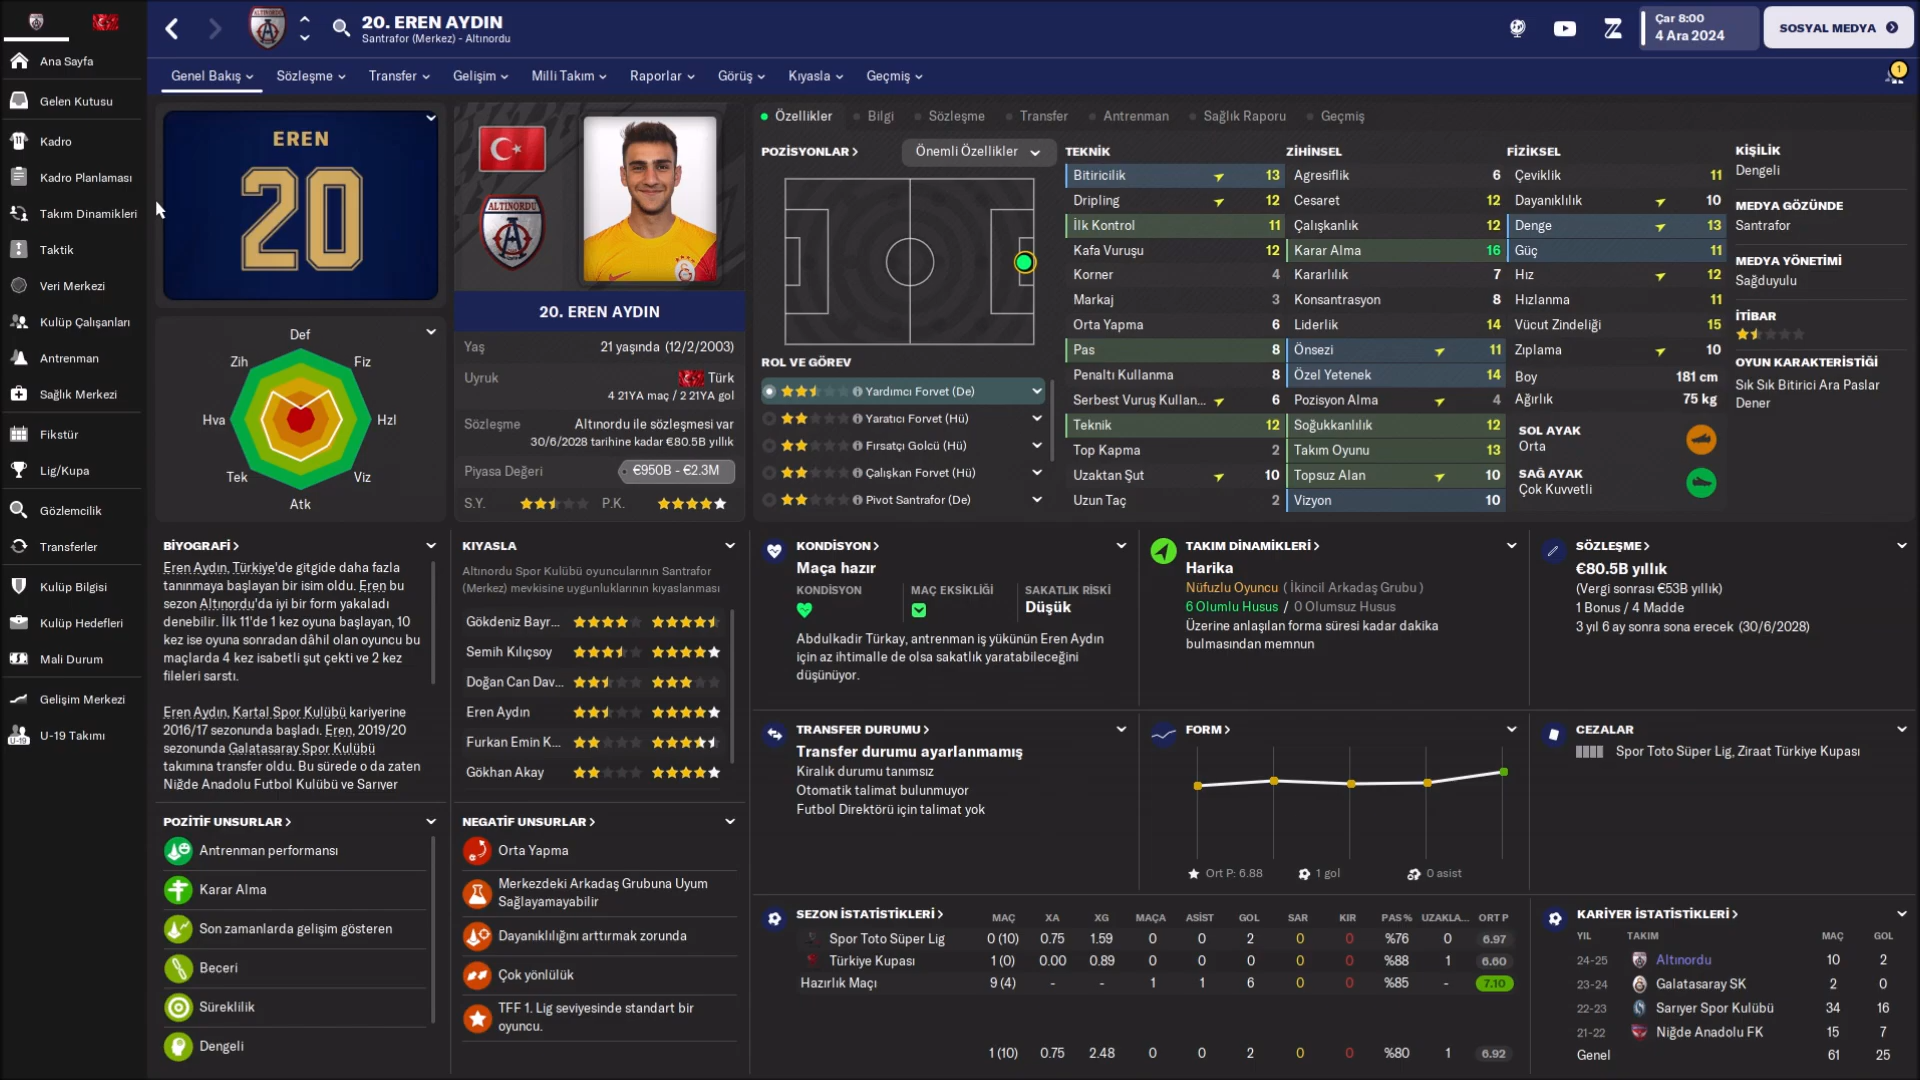 20. EREN AYDIN
Santrafor (Merkez) - Altınordu
Çar 8:00
4 Ara 2024
SOSYAL MEDYA
1
Genel Bakış
Sözleşme
Transfer
Gelişim
Milli Takım
Raporlar
Görüş
Kıyasla
Geçmiş
Ana Sayfa
Gelen Kutusu
Kadro
Kadro Planlaması
Takım Dinamikleri
Taktik
Veri Merkezi
Kulüp Çalışanları
Antrenman
Sağlık Merkezi
Fikstür
Lig/Kupa
Gözlemcilik
Transferler
Kulüp Bilgisi
Kulüp Hedefleri
Mali Durum
Gelişim Merkezi
U-19 Takımı
EREN
20
Def
Fiz
Hzl
Viz
Atk
Tek
Hva
Zih
ALTINORDU
20. EREN AYDIN
Yaş 21 yaşında (12/2/2003)
Uyruk Türk
4 21YA maç / 2 21YA gol
Sözleşme Altınordu ile sözleşmesi var
30/6/2028 tarihine kadar €80.5B yıllık
Piyasa Değeri €950B - €2.3M
S.Y. P.K.
Özellikler
Bilgi
Sözleşme
Transfer
Antrenman
Sağlık Raporu
Geçmiş
POZİSYONLAR
Önemli Özellikler
ROL VE GÖREV
Yardımcı Forvet (De)
Yaratıcı Forvet (Hü)
Fırsatçı Golcü (Hü)
Çalışkan Forvet (Hü)
Pivot Santrafor (De)
TEKNİK
Bitiricilik 13
Dripling 12
İlk Kontrol 11
Kafa Vuruşu 12
Korner 4
Markaj 3
Orta Yapma 6
Pas 8
Penaltı Kullanma 8
Serbest Vuruş Kullan... 6
Teknik 12
Top Kapma 2
Uzaktan Şut 10
Uzun Taç 2
ZİHİNSEL
Agresiflik 6
Cesaret 12
Çalışkanlık 12
Karar Alma 16
Kararlılık 7
Konsantrasyon 8
Liderlik 14
Önsezi 11
Özel Yetenek 14
Pozisyon Alma 4
Soğukkanlılık 12
Takım Oyunu 13
Topsuz Alan 10
Vizyon 10
FİZİKSEL
Çeviklik 11
Dayanıklılık 10
Denge 13
Güç 11
Hız 12
Hızlanma 11
Vücut Zindeliği 15
Zıplama 10
Boy 181 cm
Ağırlık 75 kg
SOL AYAK
Orta
SAĞ AYAK
Çok Kuvvetli
KİŞİLİK
Dengeli
MEDYA GÖZÜNDE
Santrafor
MEDYA YÖNETİMİ
Sağduyulu
İTİBAR
OYUN KARAKTERİSTİĞİ
Sık Sık Bitirici Ara Paslar
Dener
BİYOGRAFİ
Eren Aydın, Türkiye'de gitgide daha fazla
tanınmaya başlayan bir isim oldu. Eren bu
sezon Altınordu'da iyi bir form yakaladı
denebilir. İlk 11'de 1 kez oyuna başlayan, 10
kez ise oyuna sonradan dâhil olan oyuncu bu
maçlarda 4 kez isabetli şut çekti ve 2 kez
fileleri sarstı.
Eren Aydın, Kartal Spor Kulübü kariyerine
2016/17 sezonunda başladı. Eren, 2019/20
sezonunda Galatasaray Spor Kulübü
takımına transfer oldu. Bu sürede o da zaten
Niğde Anadolu Futbol Kulübü ve Sarıyer
KIYASLA
Altınordu Spor Kulübü oyuncularının Santrafor
(Merkez) mevkisine uygunluklarının kıyaslanması
Gökdeniz Bayr...
Semih Kılıçsoy
Doğan Can Dav...
Eren Aydın
Furkan Emin K...
Gökhan Akay
KONDİSYON
Maça hazır
KONDİSYON
MAÇ EKSİKLİĞİ
SAKATLIK RİSKİ
Düşük
Abdulkadir Türkay, antrenman iş yükünün Eren Aydın
için az ihtimalle de olsa sakatlık yaratabileceğini
düşünüyor.
TAKIM DİNAMİKLERİ
Harika
Nüfuzlu Oyuncu ( İkincil Arkadaş Grubu )
6 Olumlu Husus / 0 Olumsuz Husus
Üzerine anlaşılan forma süresi kadar dakika
bulmasından memnun
SÖZLEŞME
€80.5B yıllık
(Vergi sonrası €53B yıllık)
1 Bonus / 4 Madde
3 yıl 6 ay sonra sona erecek (30/6/2028)
TRANSFER DURUMU
Transfer durumu ayarlanmamış
Kiralık durumu tanımsız
Otomatik talimat bulunmuyor
Futbol Direktörü için talimat yok
FORM
Ort P: 6.88
1 gol
0 asist
CEZALAR
Spor Toto Süper Lig, Ziraat Türkiye Kupası
POZİTİF UNSURLAR
Antrenman performansı
Karar Alma
Son zamanlarda gelişim gösteren
Beceri
Süreklilik
Dengeli
NEGATİF UNSURLAR
Orta Yapma
Merkezdeki Arkadaş Grubuna Uyum
Sağlayamayabilir
Dayanıklılığını arttırmak zorunda
Çok yönlülük
TFF 1. Lig seviyesinde standart bir
oyuncu.
SEZON İSTATİSTİKLERİ MAÇ XA XG MAÇA ASİST GOL SAR KIR PAS % UZAKLA... ORT P
Spor Toto Süper Lig 0 (10) 0.75 1.59 0 0 2 0 0 %76 0 6.97
Türkiye Kupası 1 (0) 0.00 0.89 0 0 0 0 0 %88 1 6.60
Hazırlık Maçı 9 (4) - - 1 1 6 0 0 %85 - 7.10
1 (10) 0.75 2.48 0 0 2 0 0 %80 1 6.92
KARİYER İSTATİSTİKLERİ
YIL TAKIM MAÇ GOL
24-25 Altınordu 10 2
23-24 Galatasaray SK 2 0
22-23 Sarıyer Spor Kulübü 34 16
21-22 Niğde Anadolu FK 15 7
Genel 61 25